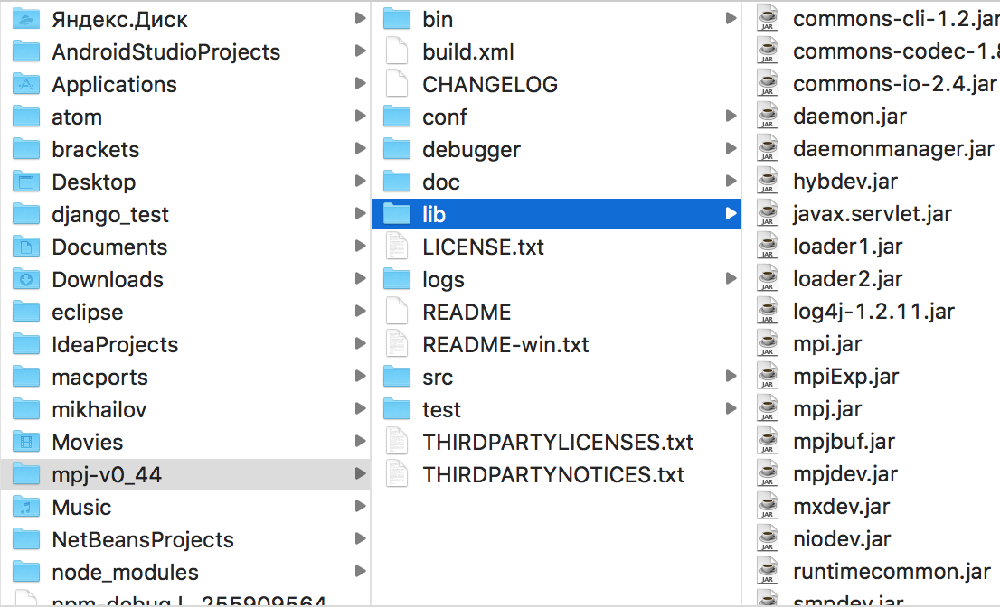 Яндекс.Диск
AndroidStudioProjects
Applications
atom
brackets
Desktop
django_test
Documents
Downloads
eclipse
IdeaProjects
macports
mikhailov
Movies
mpj-v0_44
Music
NetBeansProjects
node_modules
bin
build.xml
CHANGELOG
conf
debugger
doc
lib
LICENSE.txt
logs
README
README-win.txt
src
test
THIRDPARTYLICENSES.txt
THIRDPARTYNOTICES.txt
commons-cli-1.2.jar
commons-codec-1.8
commons-io-2.4.jar
daemon.jar
daemonmanager.jar
hybdev.jar
javax.servlet.jar
loader1.jar
loader2.jar
log4j-1.2.11.jar
mpi.jar
mpiExp.jar
mpj.jar
mpjbuf.jar
mpjdev.jar
mxdev.jar
niodev.jar
runtimecommon.jar
smpdev.jar